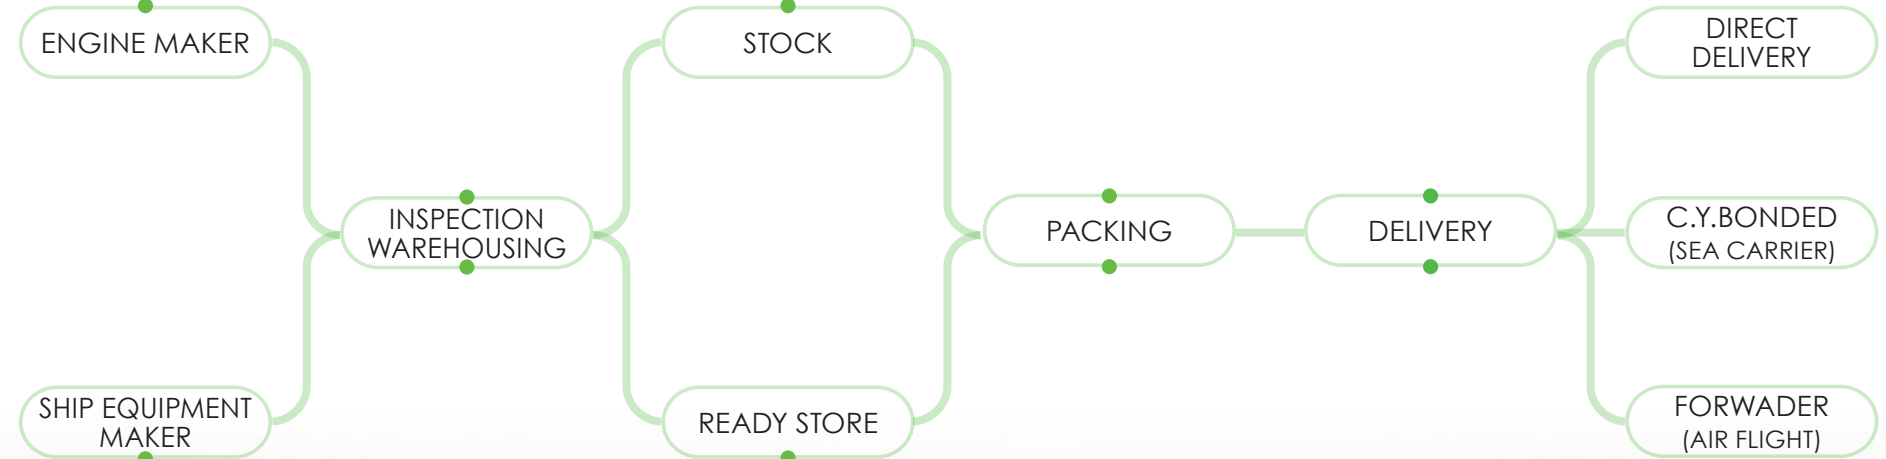 ENGINE MAKER
SHIP EQUIPMENT
MAKER
INSPECTION
WAREHOUSING
STOCK
READY STORE
PACKING
DELIVERY
DIRECT
DELIVERY
C.Y.BONDED
(SEA CARRIER)
FORWADER
(AIR FLIGHT)